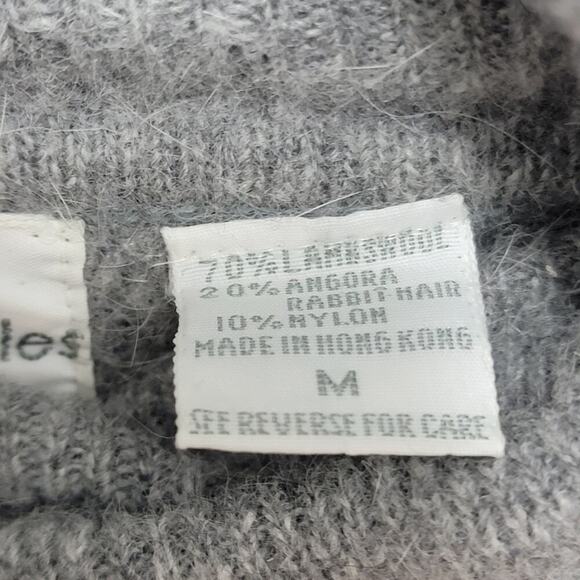 70% LAMBSWOOL
20% ANGORA
RABBIT HAIR
10% NYLON
MADE IN HONG KONG
M
SEE REVERSE FOR CARE